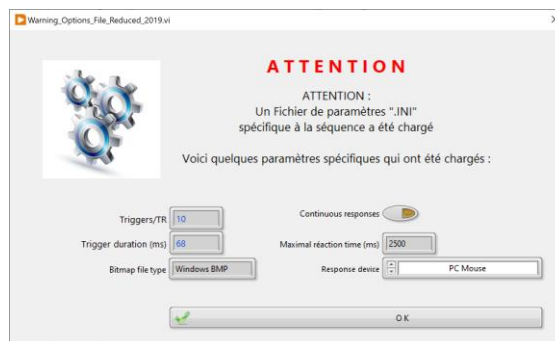 Warning_Options_File_Reduced_2019.vi
ATTENTION
ATTENTION :
Un Fichier de paramètres ".INI"
spécifique à la séquence a été chargé
Voici quelques paramètres spécifiques qui ont été chargés :
Triggers/TR 10
Continuous responses
Trigger duration (ms) 68
Maximal réaction time (ms) 2500
Bitmap file type Windows BMP
Response device PC Mouse
OK